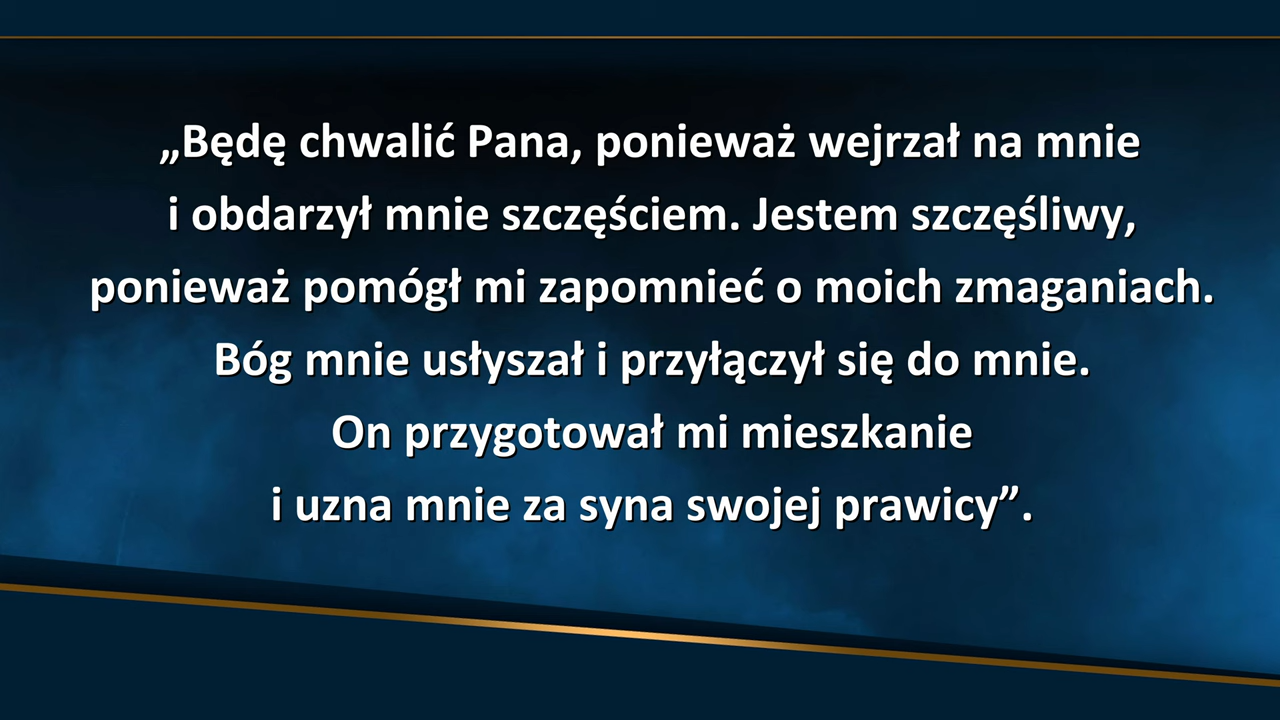 „Będę chwalić Pana, ponieważ wejrzał na mnie
i obdarzył mnie szczęściem. Jestem szczęśliwy,
ponieważ pomógł mi zapomnieć o moich zmaganiach.
Bóg mnie usłyszał i przyłączył się do mnie.
On przygotował mi mieszkanie
i uzna mnie za syna swojej prawicy”.